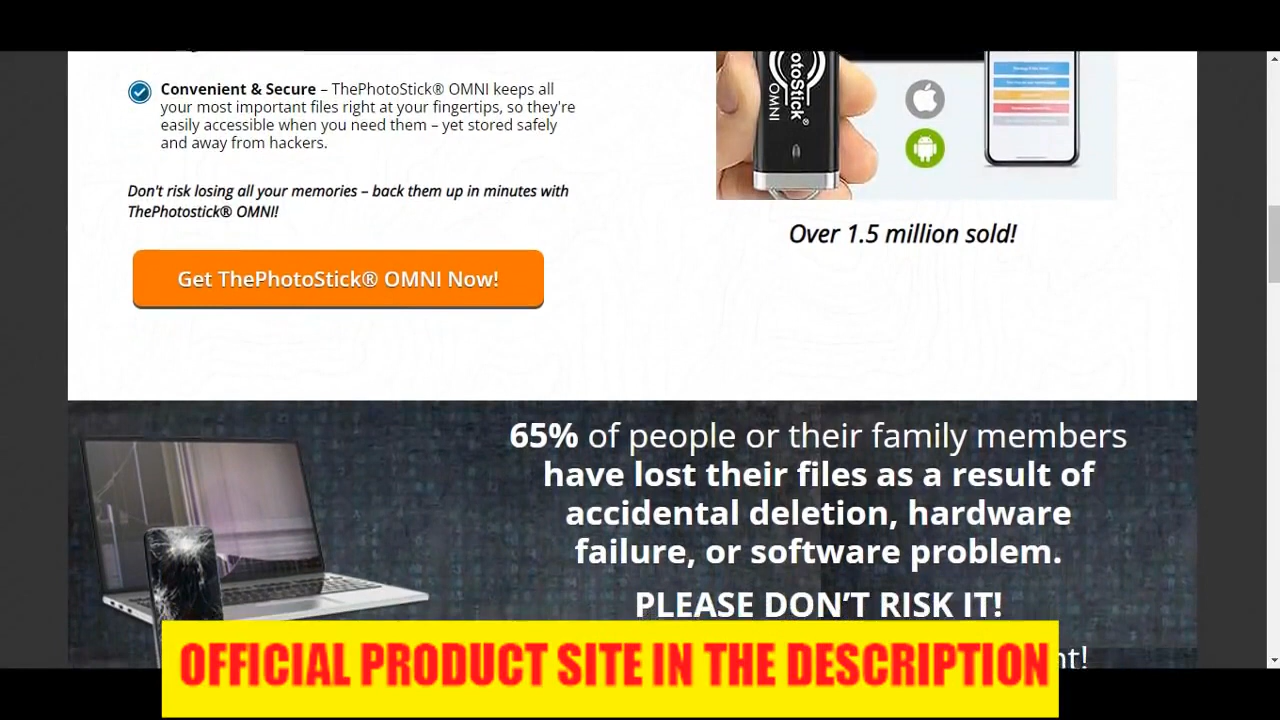 Convenient & Secure – ThePhotoStick® OMNI keeps all
your most important files right at your fingertips, so they're
easily accessible when you need them – yet stored safely
and away from hackers.
Don't risk losing all your memories – back them up in minutes with
ThePhotostick® OMNI!
Get ThePhotoStick® OMNI Now!
otoStick®
OMNI
Over 1.5 million sold!
65% of people or their family members
have lost their files as a result of
accidental deletion, hardware
failure, or software problem.
PLEASE DON'T RISK IT!
OFFICIAL PRODUCT SITE IN THE DESCRIPTION